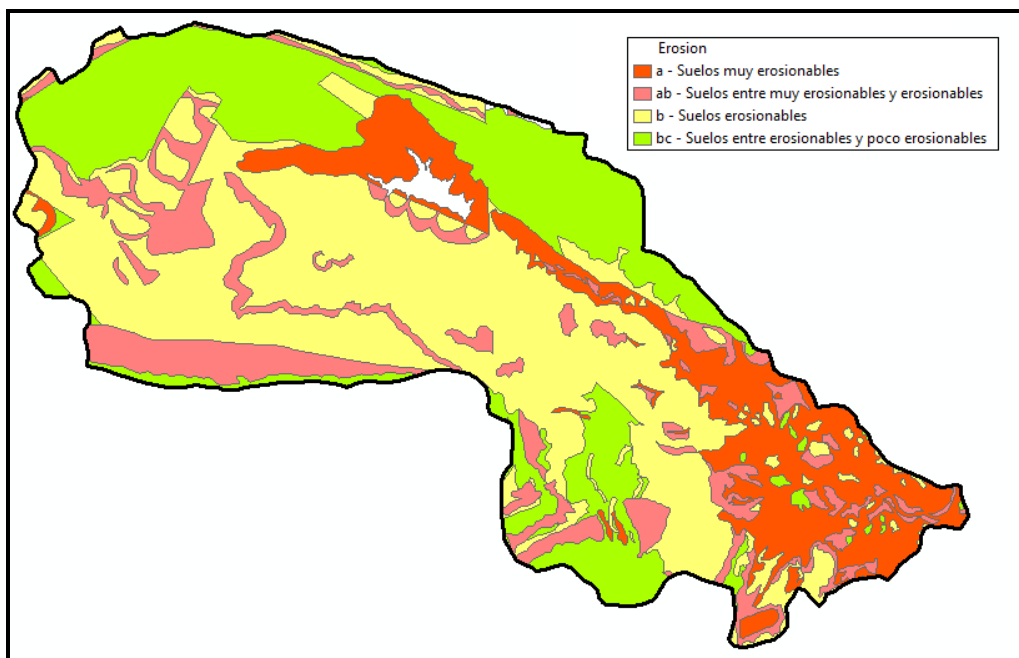 Erosion
a - Suelos muy erosionables
ab - Suelos entre muy erosionables y erosionables
b - Suelos erosionables
bc - Suelos entre erosionables y poco erosionables